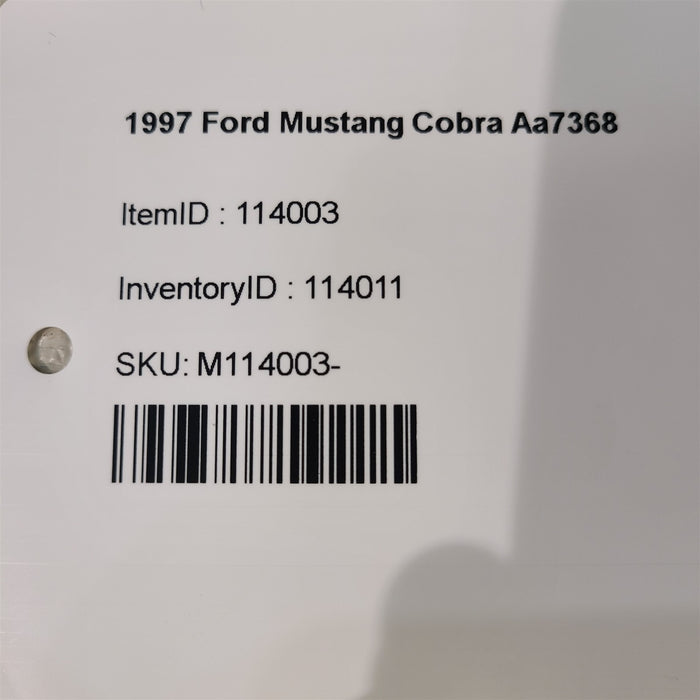 1997 Ford Mustang Cobra Aa7368
ItemID : 114003
InventoryID : 114011
SKU: M114003-